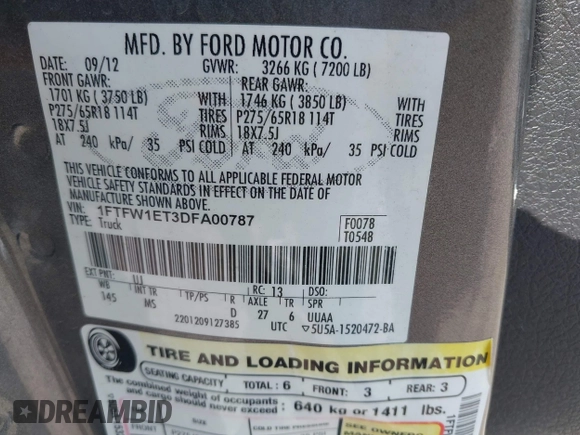 MFD. BY FORD MOTOR CO.
DATE: 09/12 GVWR: 3266 KG ( 7200 LB)
FRONT GAWR: REAR GAWR:
1701 KG ( 3750 LB) WITH 1746 KG ( 3850 LB) WITH
P275/65R18 114T TIRES P275/65R18 114T TIRES
18X7.5J RIMS 18X7.5J RIMS
AT 240 kPa/ 35 PSI COLD AT 240 kPa/ 35 PSI COLD
THIS VEHICLE CONFORMS TO ALL APPLICABLE FEDERAL MOTOR
VEHICLE SAFETY STANDARDS IN EFFECT ON THE DATE OF
MANUFACTURE SHOWN ABOVE.
VIN: 1FTFW1ET3DFA00787 F0078
TYPE: Truck T0548
EXT PNT: UJ RC: 13 DSO:
WB INT TR TP/PS R AXLE TR SPR
145 MS D 27 6 UUAA
2201209127385 UTC 5U5A-1520472-BA
TIRE AND LOADING INFORMATION
SEATING CAPACITY TOTAL: 6 FRONT: 3 REAR: 3
The combined weight of occupants
and cargo should never exceed: 640 kg or 1411 lbs.
SIZE
SEE OWNERS
DREAMBID